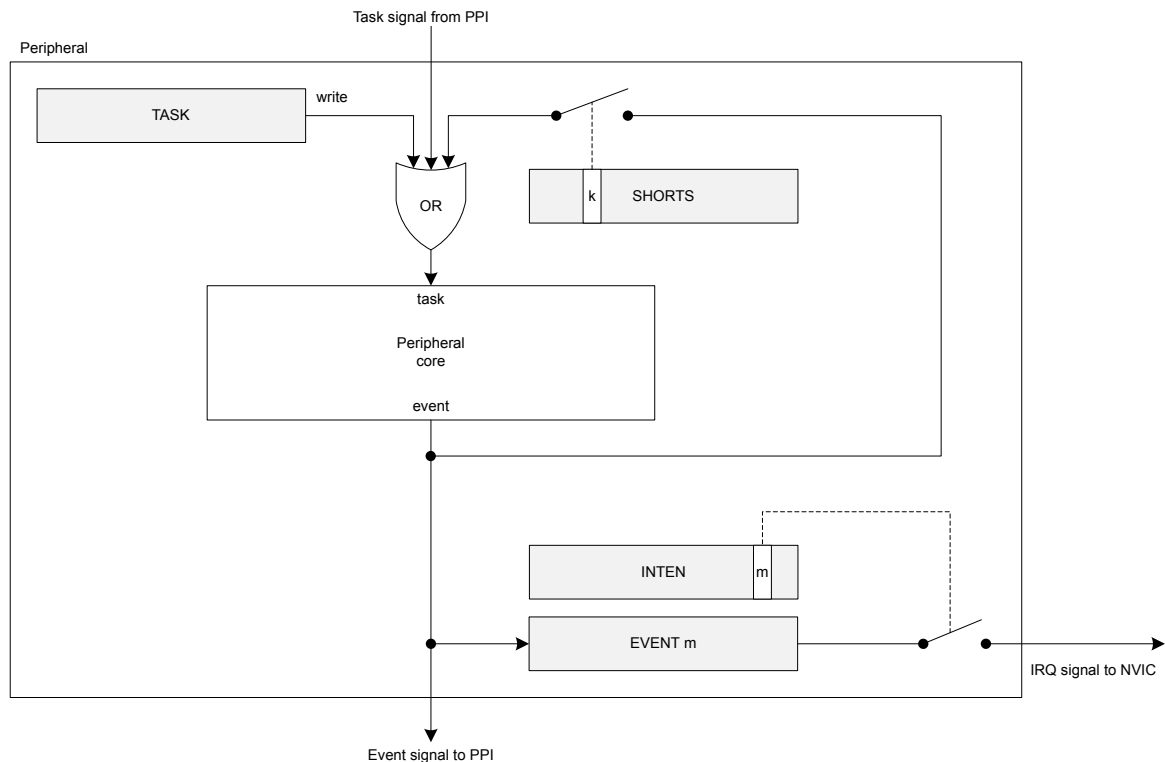 Task signal from PPI
Peripheral
write
TASK
k
SHORTS
OR
task
Peripheral
core
event
INTEN
m
EVENT m
IRQ signal to NVIC
Event signal to PPI